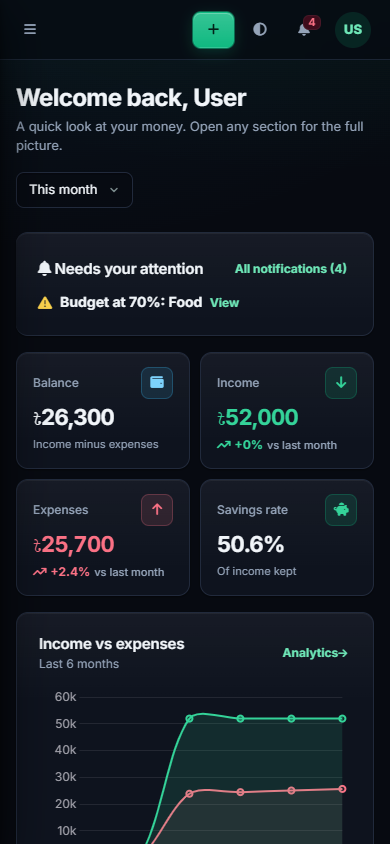 4
US
Welcome back, User
A quick look at your money. Open any section for the full
picture.
This month
Needs your attention
All notifications (4)
Budget at 70%: Food View
Balance
৳26,300
Income minus expenses
Income
৳52,000
+0% vs last month
Expenses
৳25,700
+2.4% vs last month
Savings rate
50.6%
Of income kept
Income vs expenses
Last 6 months
Analytics→
60k
50k
40k
30k
20k
10k